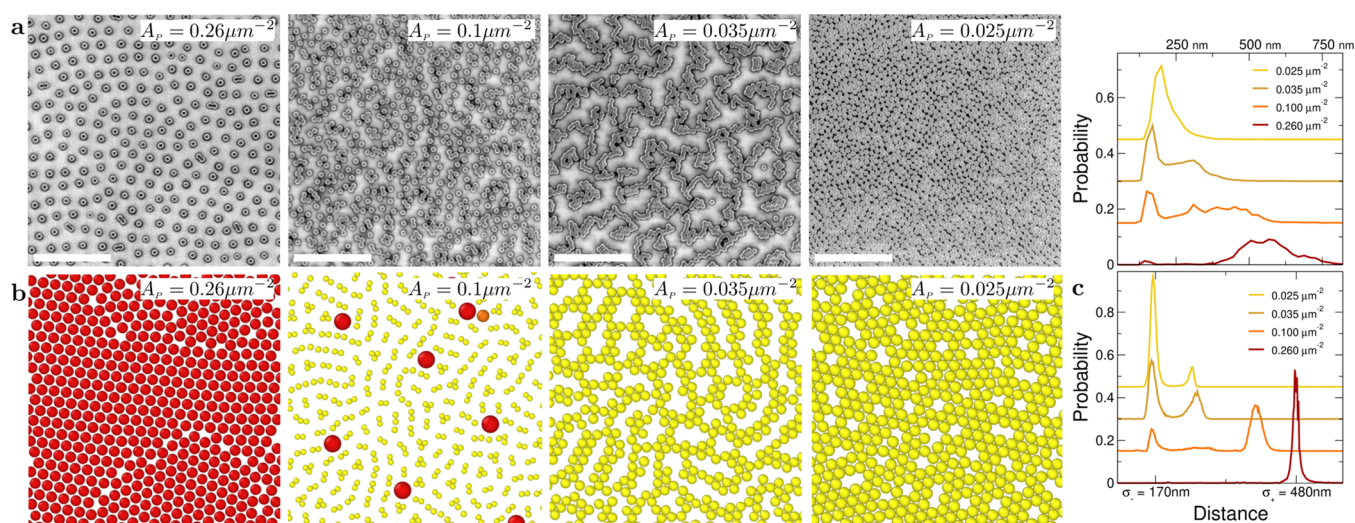 a
A_P = 0.26μm⁻²
A_P = 0.1μm⁻²
A_P = 0.035μm⁻²
A_P = 0.025μm⁻²
250 nm 500 nm 750 nm
0.025 μm⁻²
0.035 μm⁻²
0.100 μm⁻²
0.260 μm⁻²
0.6
0.4
0.2
0
Probability
b
A_P = 0.26μm⁻²
A_P = 0.1μm⁻²
A_P = 0.035μm⁻²
A_P = 0.025μm⁻²
c
0.025 μm⁻²
0.035 μm⁻²
0.100 μm⁻²
0.260 μm⁻²
0.8
0.6
0.4
0.2
0
Probability
σ₋ = 170nm σ₊ = 480nm
Distance